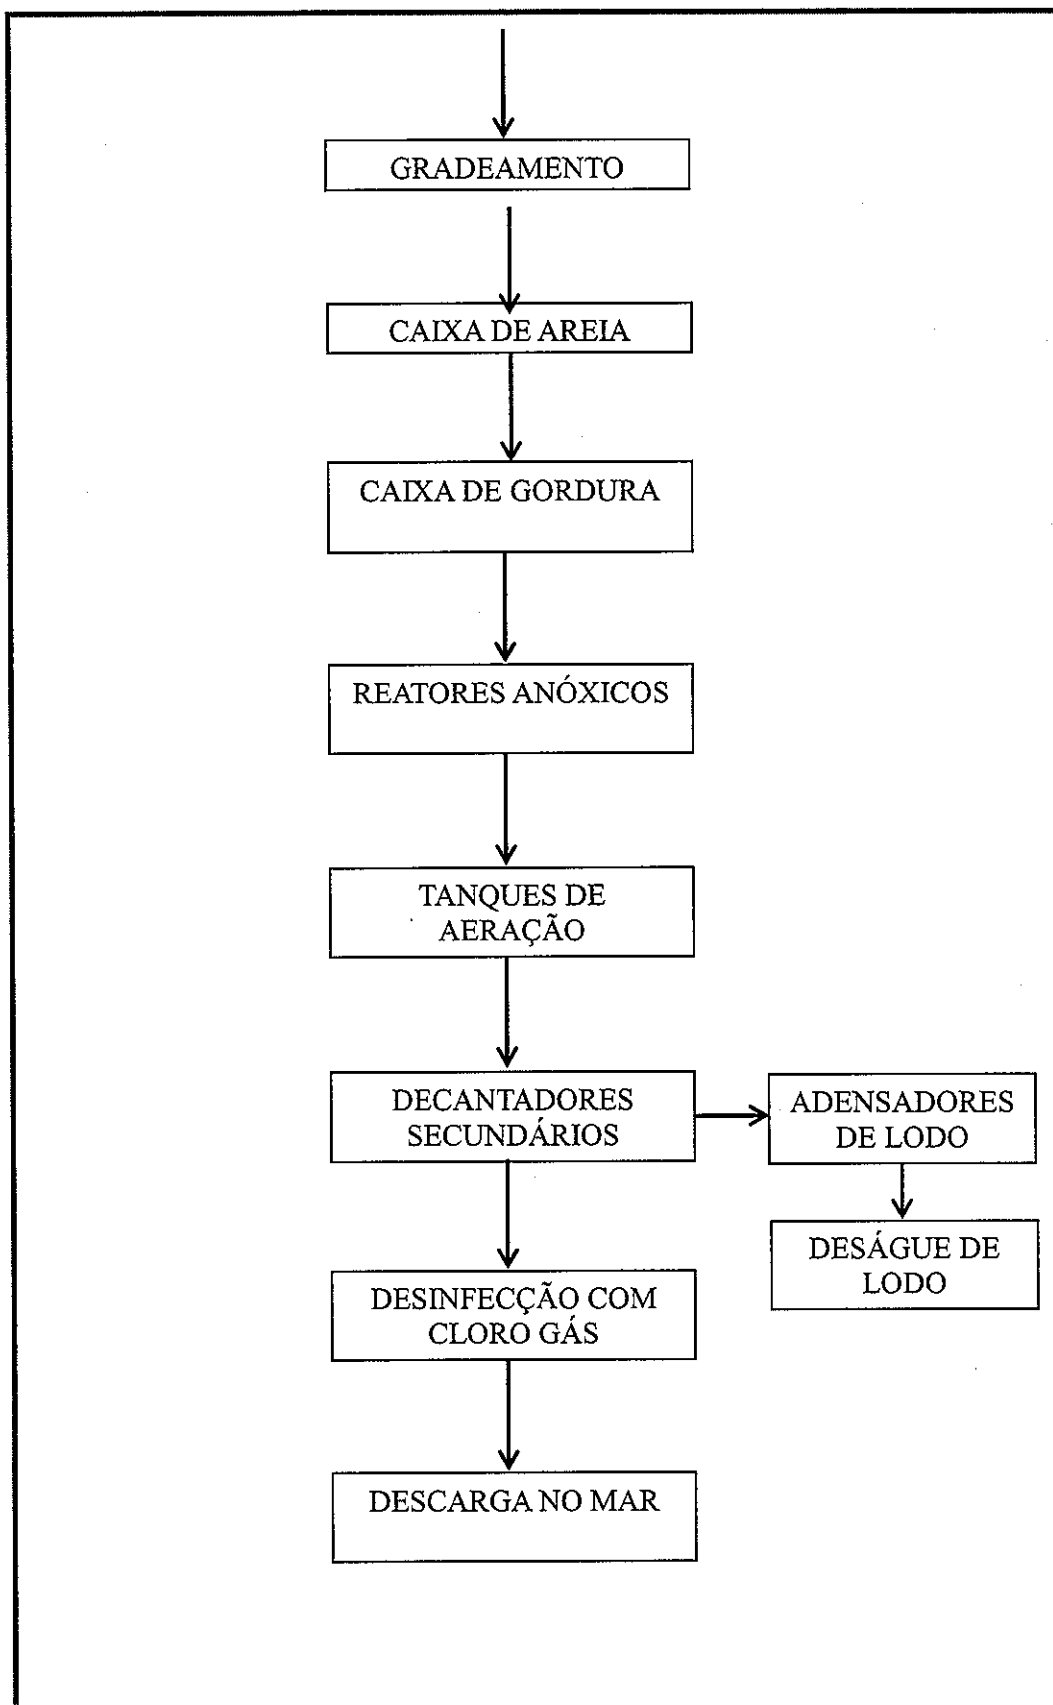 GRADEAMENTO
CAIXA DE AREIA
CAIXA DE GORDURA
REATORES ANÓXICOS
TANQUES DE
AERAÇÃO
DECANTADORES
SECUNDÁRIOS
ADENSADORES
DE LODO
DESÁGUE DE
LODO
DESINFECÇÃO COM
CLORO GÁS
DESCARGA NO MAR